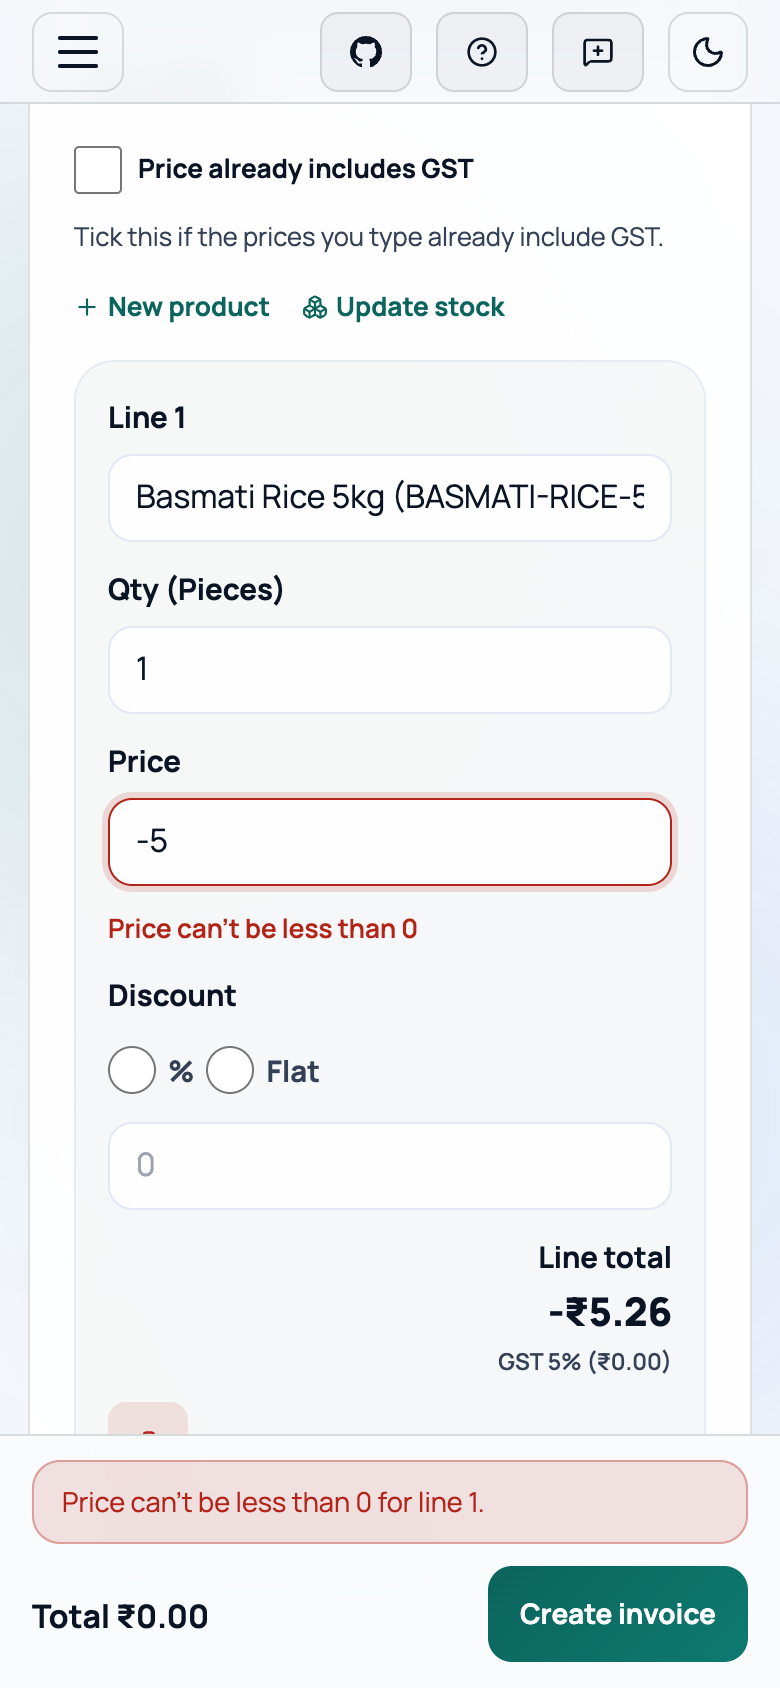 Price already includes GST
Tick this if the prices you type already include GST.
+ New product Update stock
Line 1
Basmati Rice 5kg (BASMATI-RICE-5
Qty (Pieces)
1
Price
-5
Price can't be less than 0
Discount
% Flat
0
Line total
-₹5.26
GST 5% (₹0.00)
Price can't be less than 0 for line 1.
Total ₹0.00 Create invoice